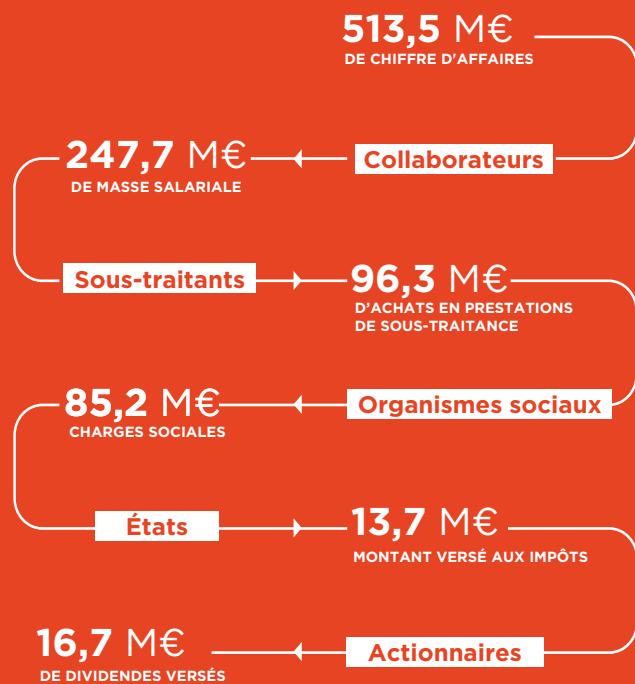 513,5 M€
DE CHIFFRE D'AFFAIRES
247,7 M€
DE MASSE SALARIALE
Collaborateurs
Sous-traitants
96,3 M€
D’ACHATS EN PRESTATIONS
DE SOUS-TRAITANCE
85,2 M€
CHARGES SOCIALES
Organismes sociaux
États
13,7 M€
MONTANT VERSÉ AUX IMPÔTS
16,7 M€
DE DIVIDENDES VERSÉS
Actionnaires